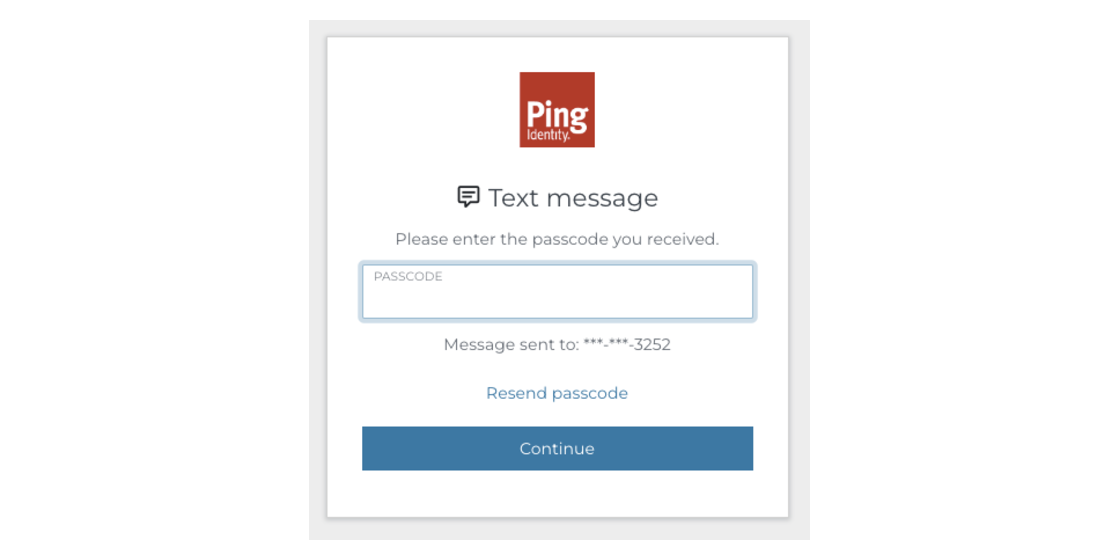 Ping
Identity.
Text message
Please enter the passcode you received.
PASSCODE
Message sent to: ***-***-3252
Resend passcode
Continue